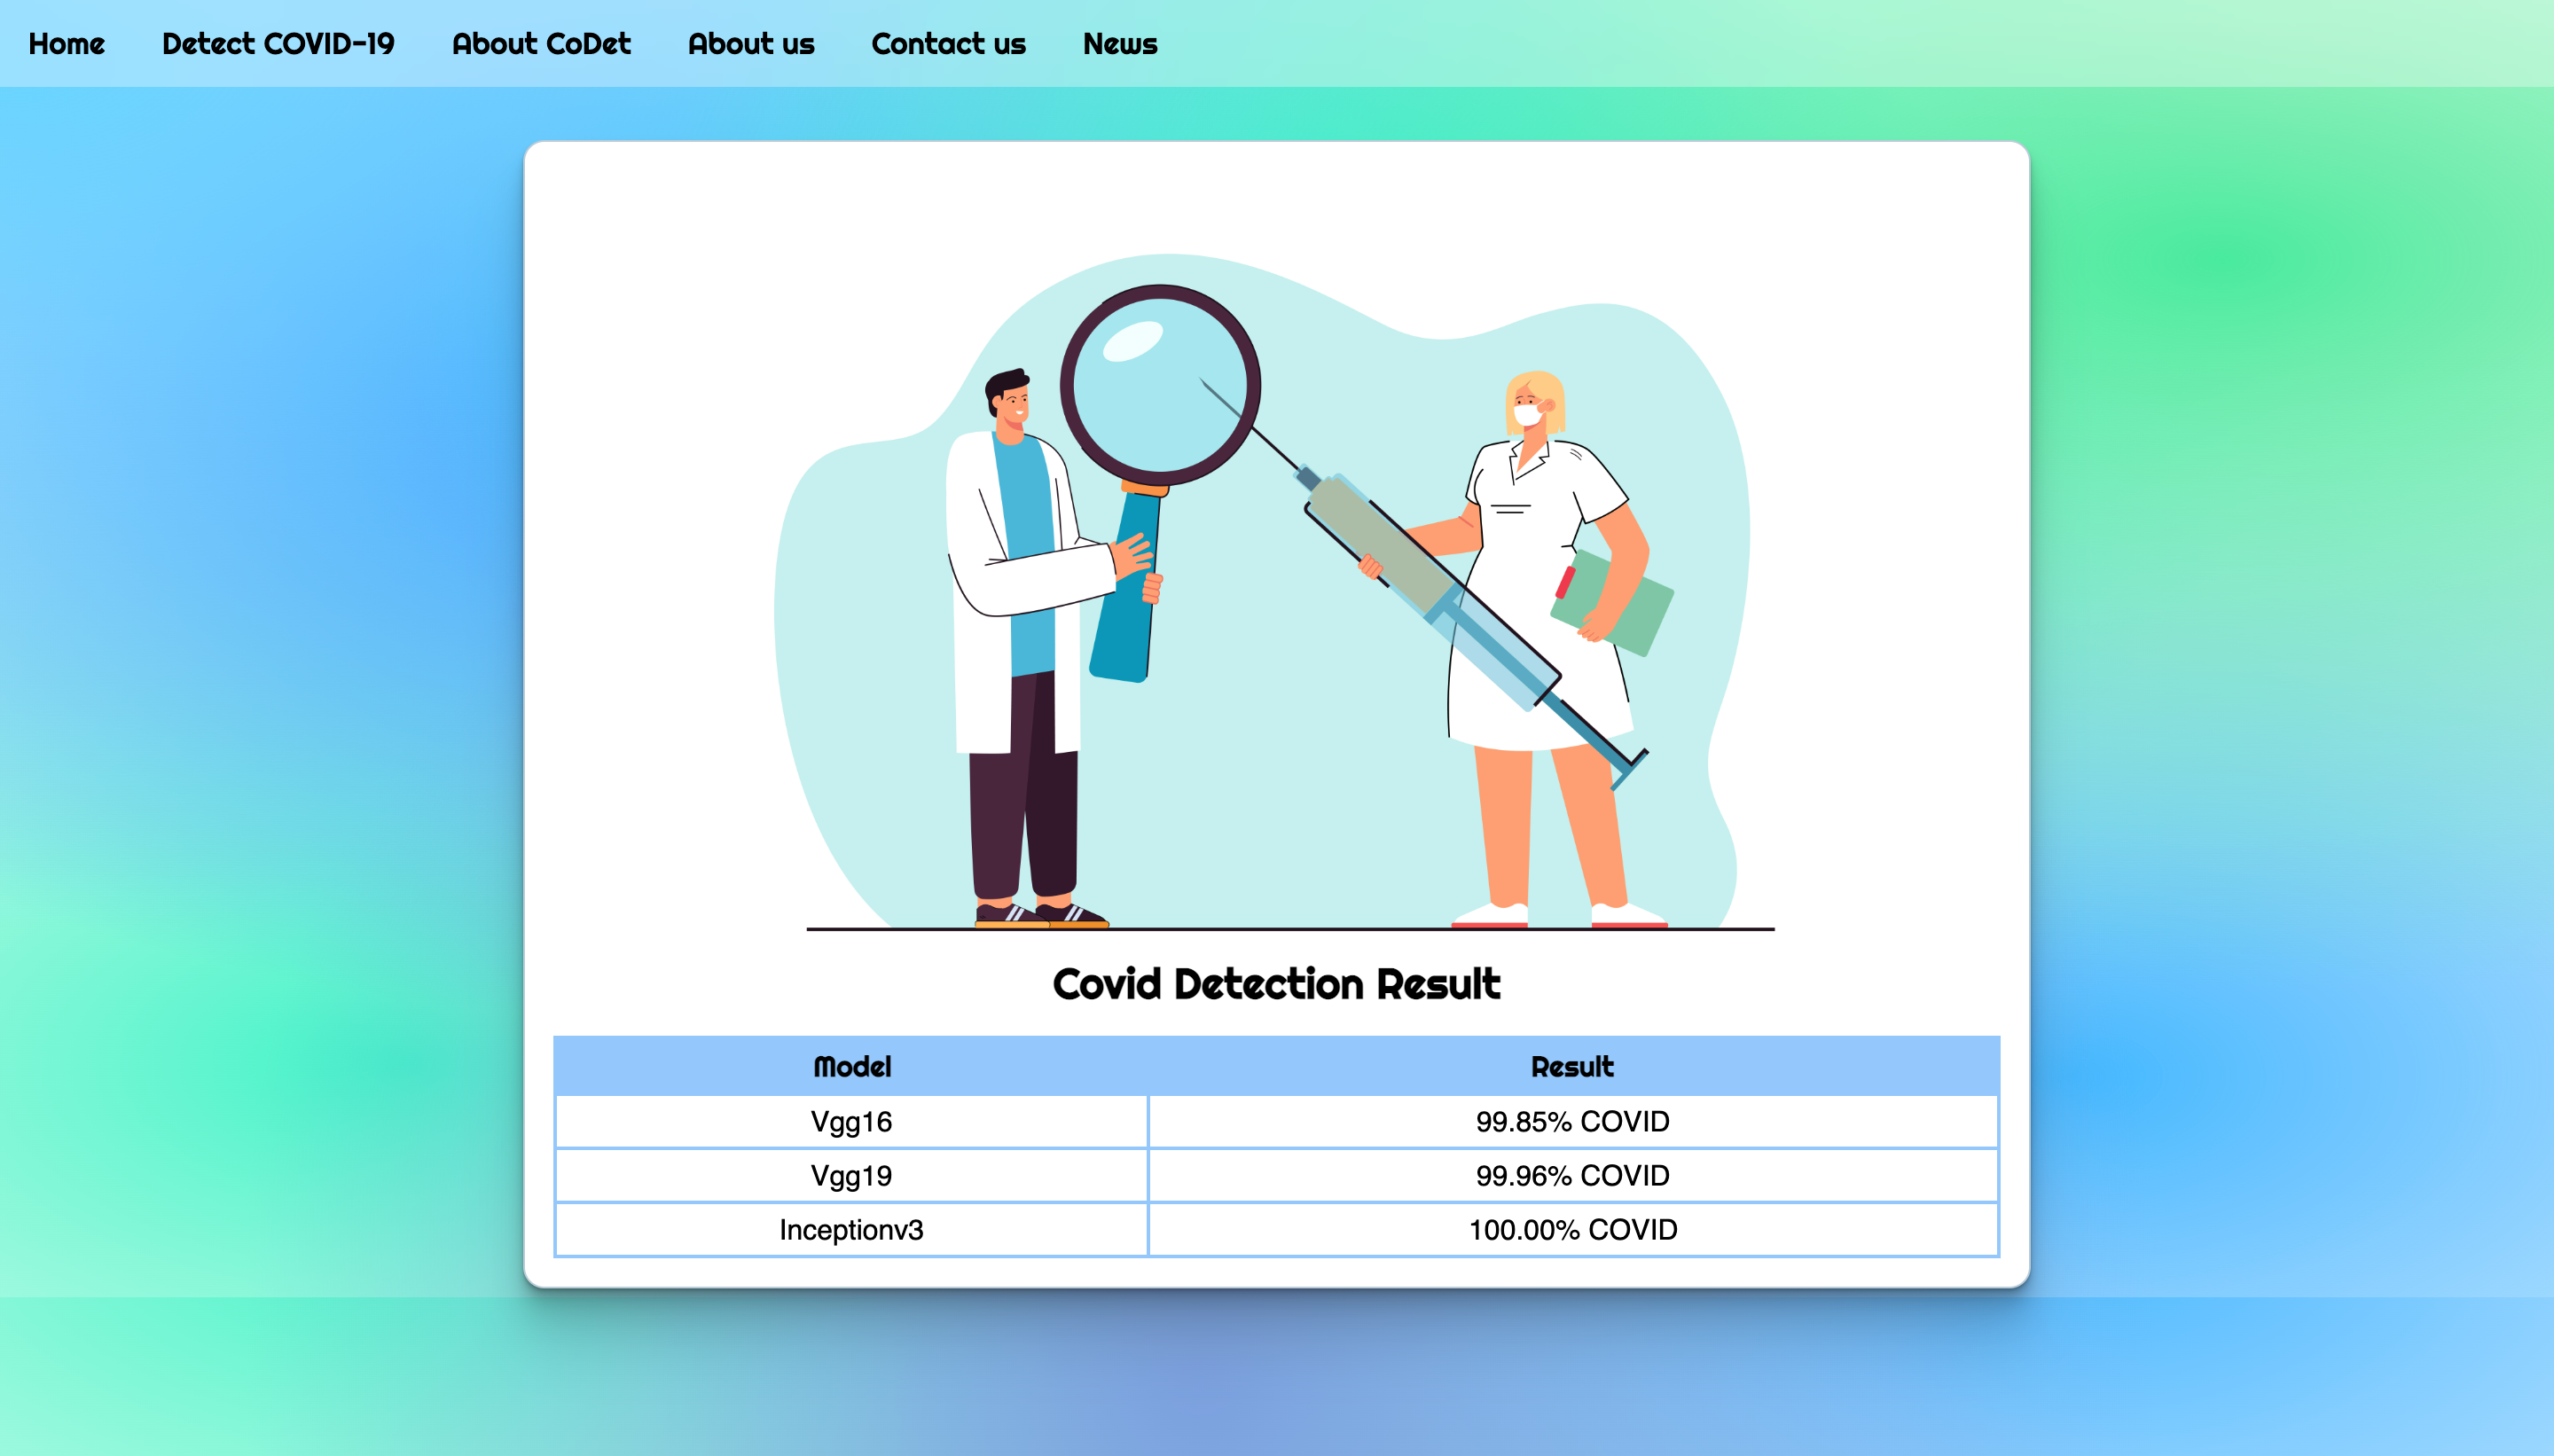 Home Detect COVID-19 About CoDet About us Contact us News
Covid Detection Result
Model Result
Vgg16 99.85% COVID
Vgg19 99.96% COVID
Inceptionv3 100.00% COVID